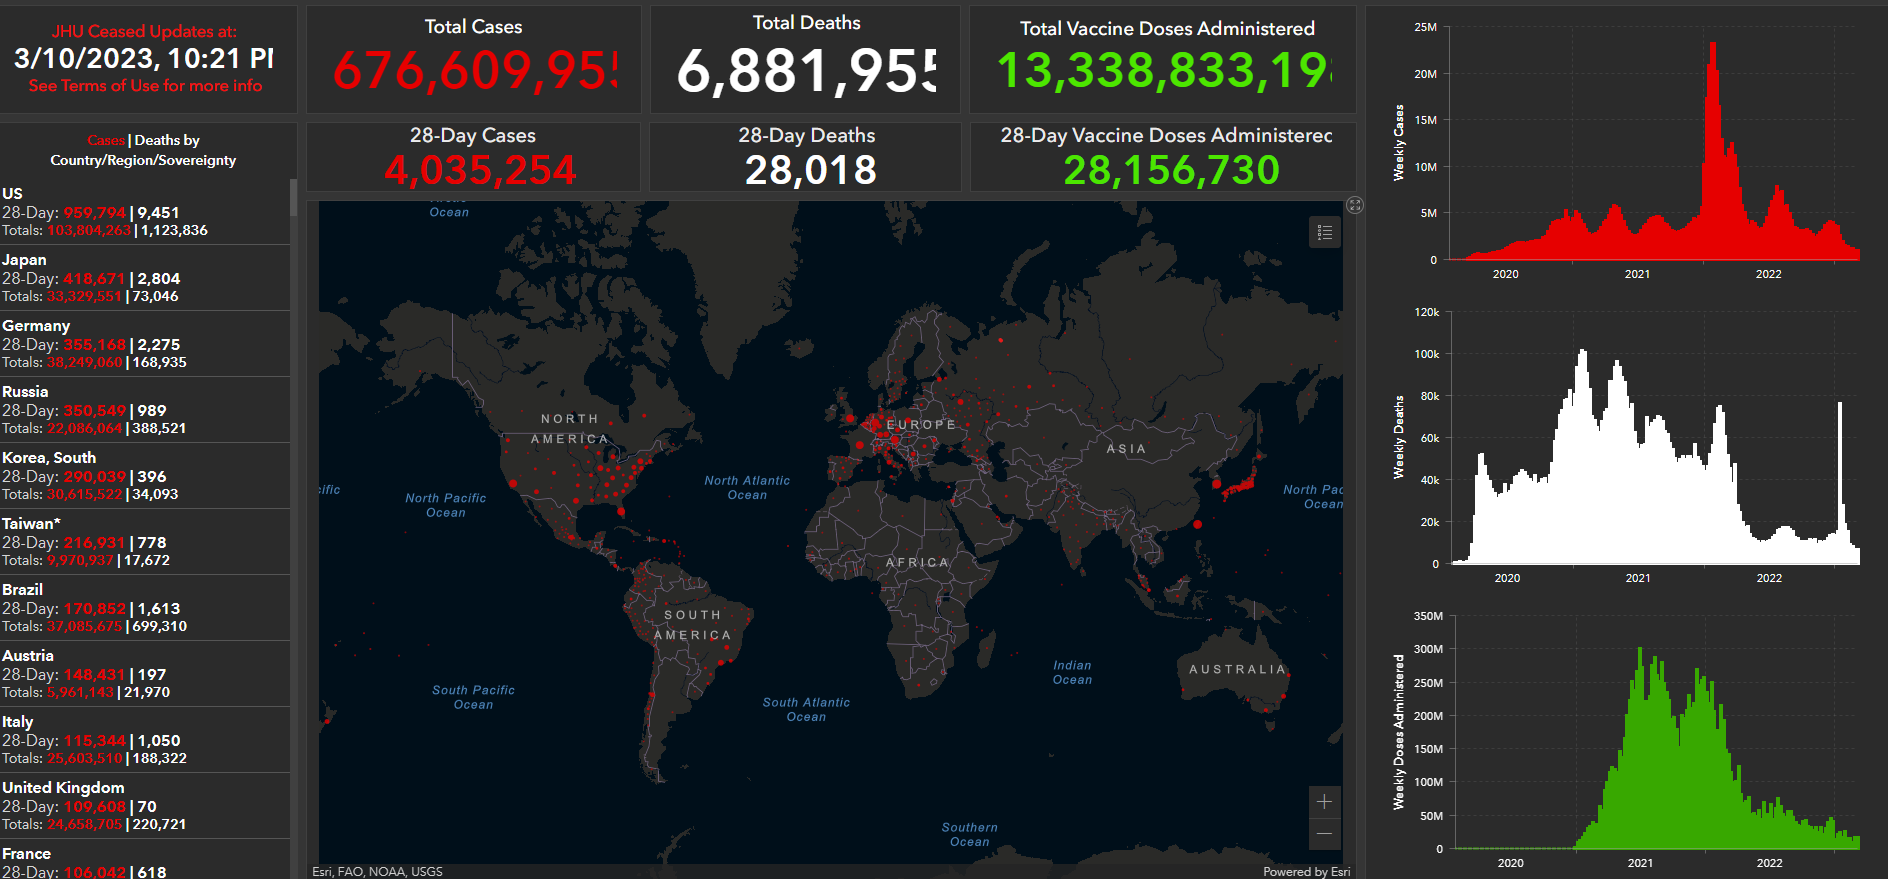 JHU Ceased Updates at:
3/10/2023, 10:21 PM
See Terms of Use for more info
Cases | Deaths by
Country/Region/Sovereignty
US
28-Day: 959,794 | 9,451
Totals: 103,804,263 | 1,123,836
Japan
28-Day: 418,671 | 2,804
Totals: 33,329,551 | 73,046
Germany
28-Day: 355,168 | 2,275
Totals: 38,249,060 | 168,935
Russia
28-Day: 350,549 | 989
Totals: 22,086,064 | 388,521
Korea, South
28-Day: 290,039 | 396
Totals: 30,615,522 | 34,093
Taiwan*
28-Day: 216,931 | 778
Totals: 9,970,937 | 17,672
Brazil
28-Day: 170,852 | 1,613
Totals: 37,085,675 | 699,310
Austria
28-Day: 148,431 | 197
Totals: 5,961,143 | 21,970
Italy
28-Day: 115,344 | 1,050
Totals: 25,603,510 | 188,322
United Kingdom
28-Day: 109,608 | 70
Totals: 24,658,705 | 220,721
France
28-Day: 106,042 | 618
Total Cases
676,609,955
Total Deaths
6,881,955
Total Vaccine Doses Administered
13,338,833,198
28-Day Cases
4,035,254
28-Day Deaths
28,018
28-Day Vaccine Doses Administered
28,156,730
Ocean
NORTH
AMERICA
EUROPE
ASIA
North Atlantic
Ocean
North Pacific
Ocean
North Pac
Ocean
AFRICA
SOUTH
AMERICA
AUSTRALIA
Indian
Ocean
South Pacific
Ocean
South Atlantic
Ocean
Southern
Ocean
+
−
Esri, FAO, NOAA, USGS
Powered by Esri
Weekly Cases
25M
20M
15M
10M
5M
0
2020
2021
2022
Weekly Deaths
120k
100k
80k
60k
40k
20k
0
2020
2021
2022
Weekly Doses Administered
350M
300M
250M
200M
150M
100M
50M
0
2020
2021
2022